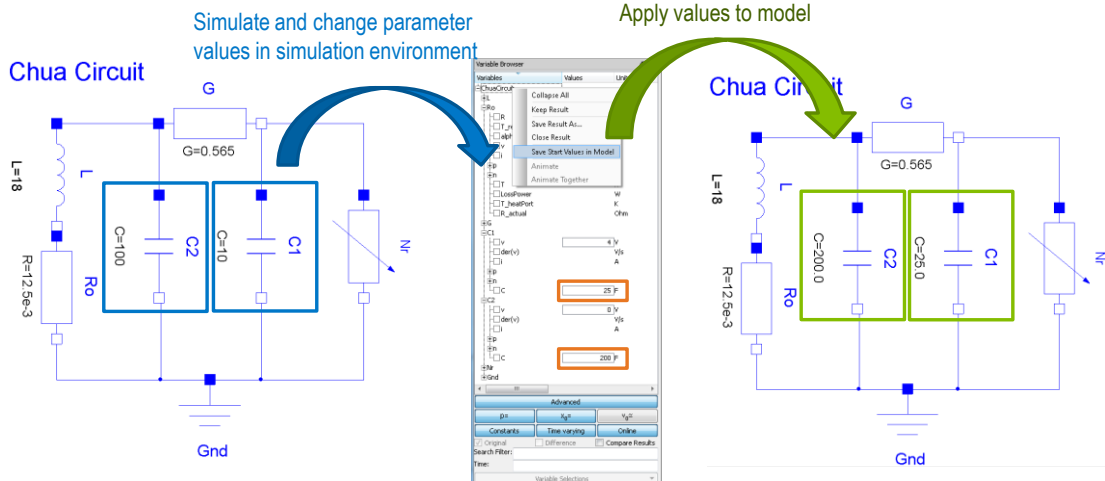 Simulate and change parameter
values in simulation environment
Apply values to model
Chua Circuit
G
G=0.565
L
L=18
C=100
C2
C=10
C1
Nr
Ro
R=12.5e-3
Gnd
Variable Browser
Variables Values
L
Ro
R
v
i
p
n
T
LossPower W
T_heatPort K
R_actual Ohm
G
C1
v 4 V
der(v) V/s
i A
p
n
C 25 F
C2
v 0 V
der(v) V/s
i A
p
n
C 200 F
Nr
Gnd
Collapse All
Keep Result
Save Result As...
Close Result
Save Start Values in Model
Animate
Animate Together
Advanced
p= x₀= v₀=
Constants Time varying Online
Original Difference Compare Results
Search Filter:
Time:
Variable Selections
Chua Circuit
G
G=0.565
L
L=18
C=200.0
C2
C=25.0
C1
Nr
Ro
R=12.5e-3
Gnd